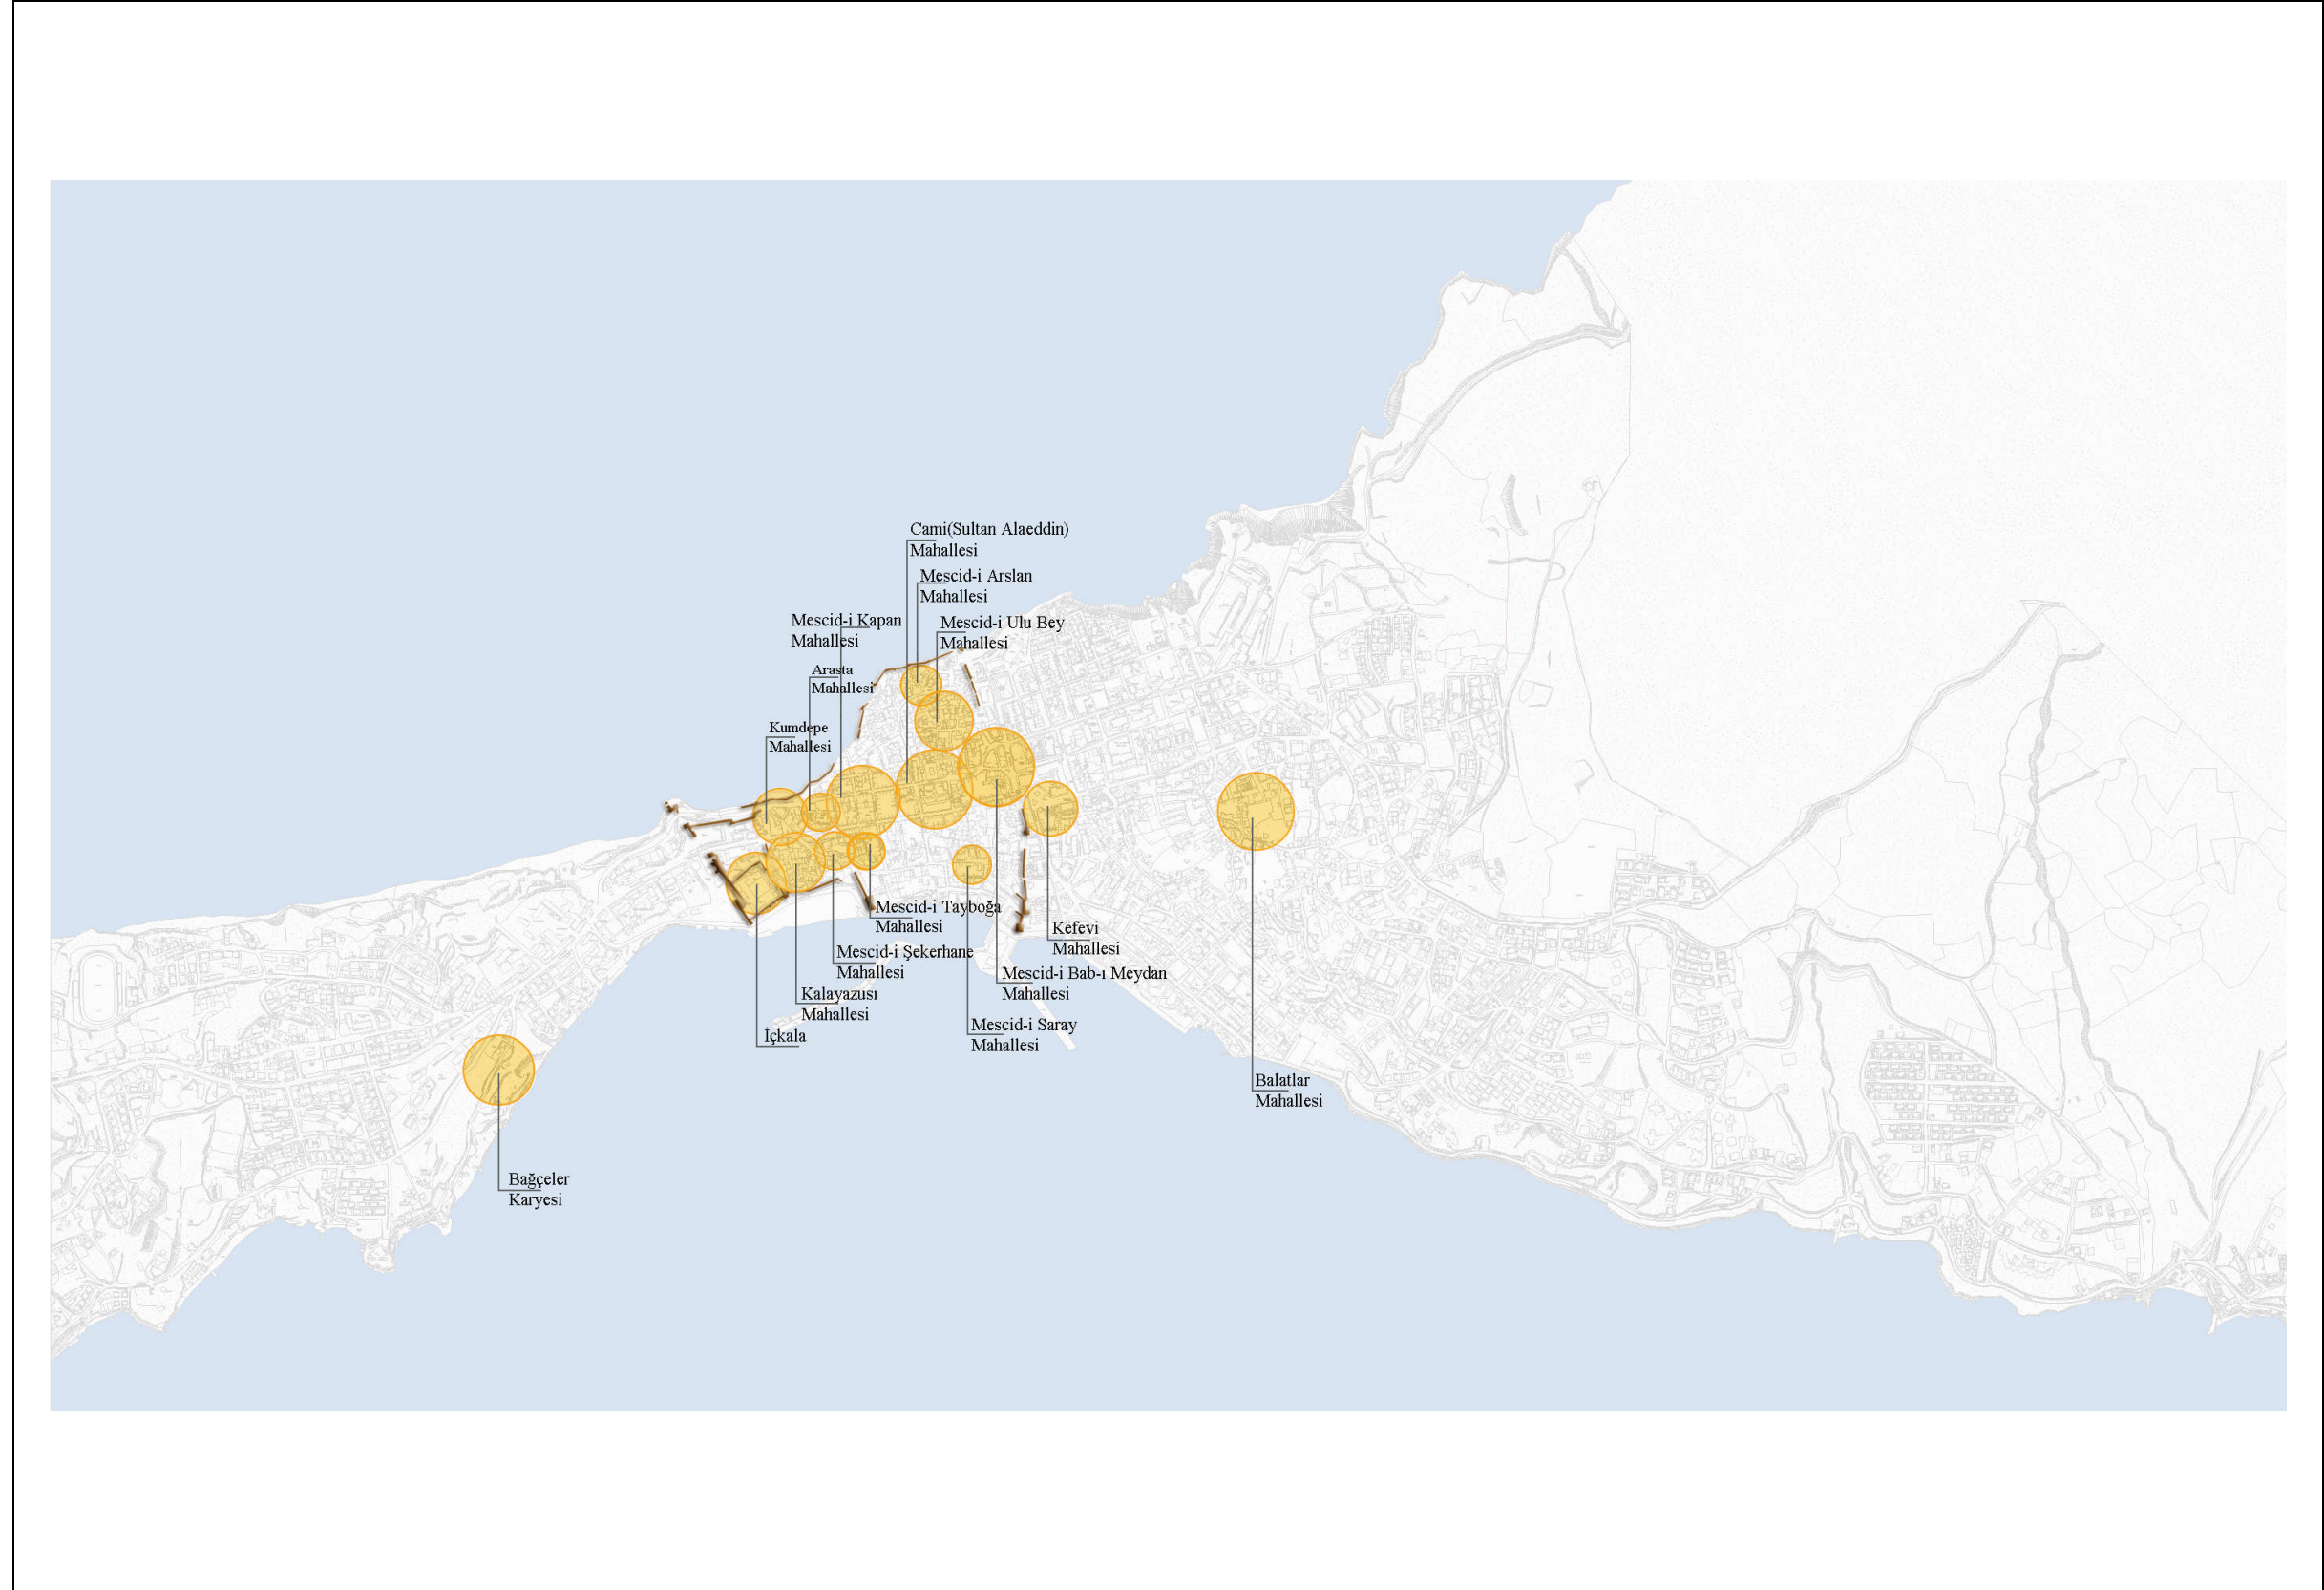 Cami(Sultan Alaeddin)
Mahallesi
Mescid-i Arslan
Mahallesi
Mescid-i Kapan
Mahallesi
Mescid-i Ulu Bey
Mahallesi
Arasta
Mahallesi
Kumdepe
Mahallesi
Mescid-i Tayboğa
Mahallesi
Kefevi
Mahallesi
Mescid-i Şekerhane
Mahallesi
Mescid-i Bab-ı Meydan
Mahallesi
Kalayazusı
Mahallesi
İçkala
Mescid-i Saray
Mahallesi
Balatlar
Mahallesi
Bağçeler
Karyesi